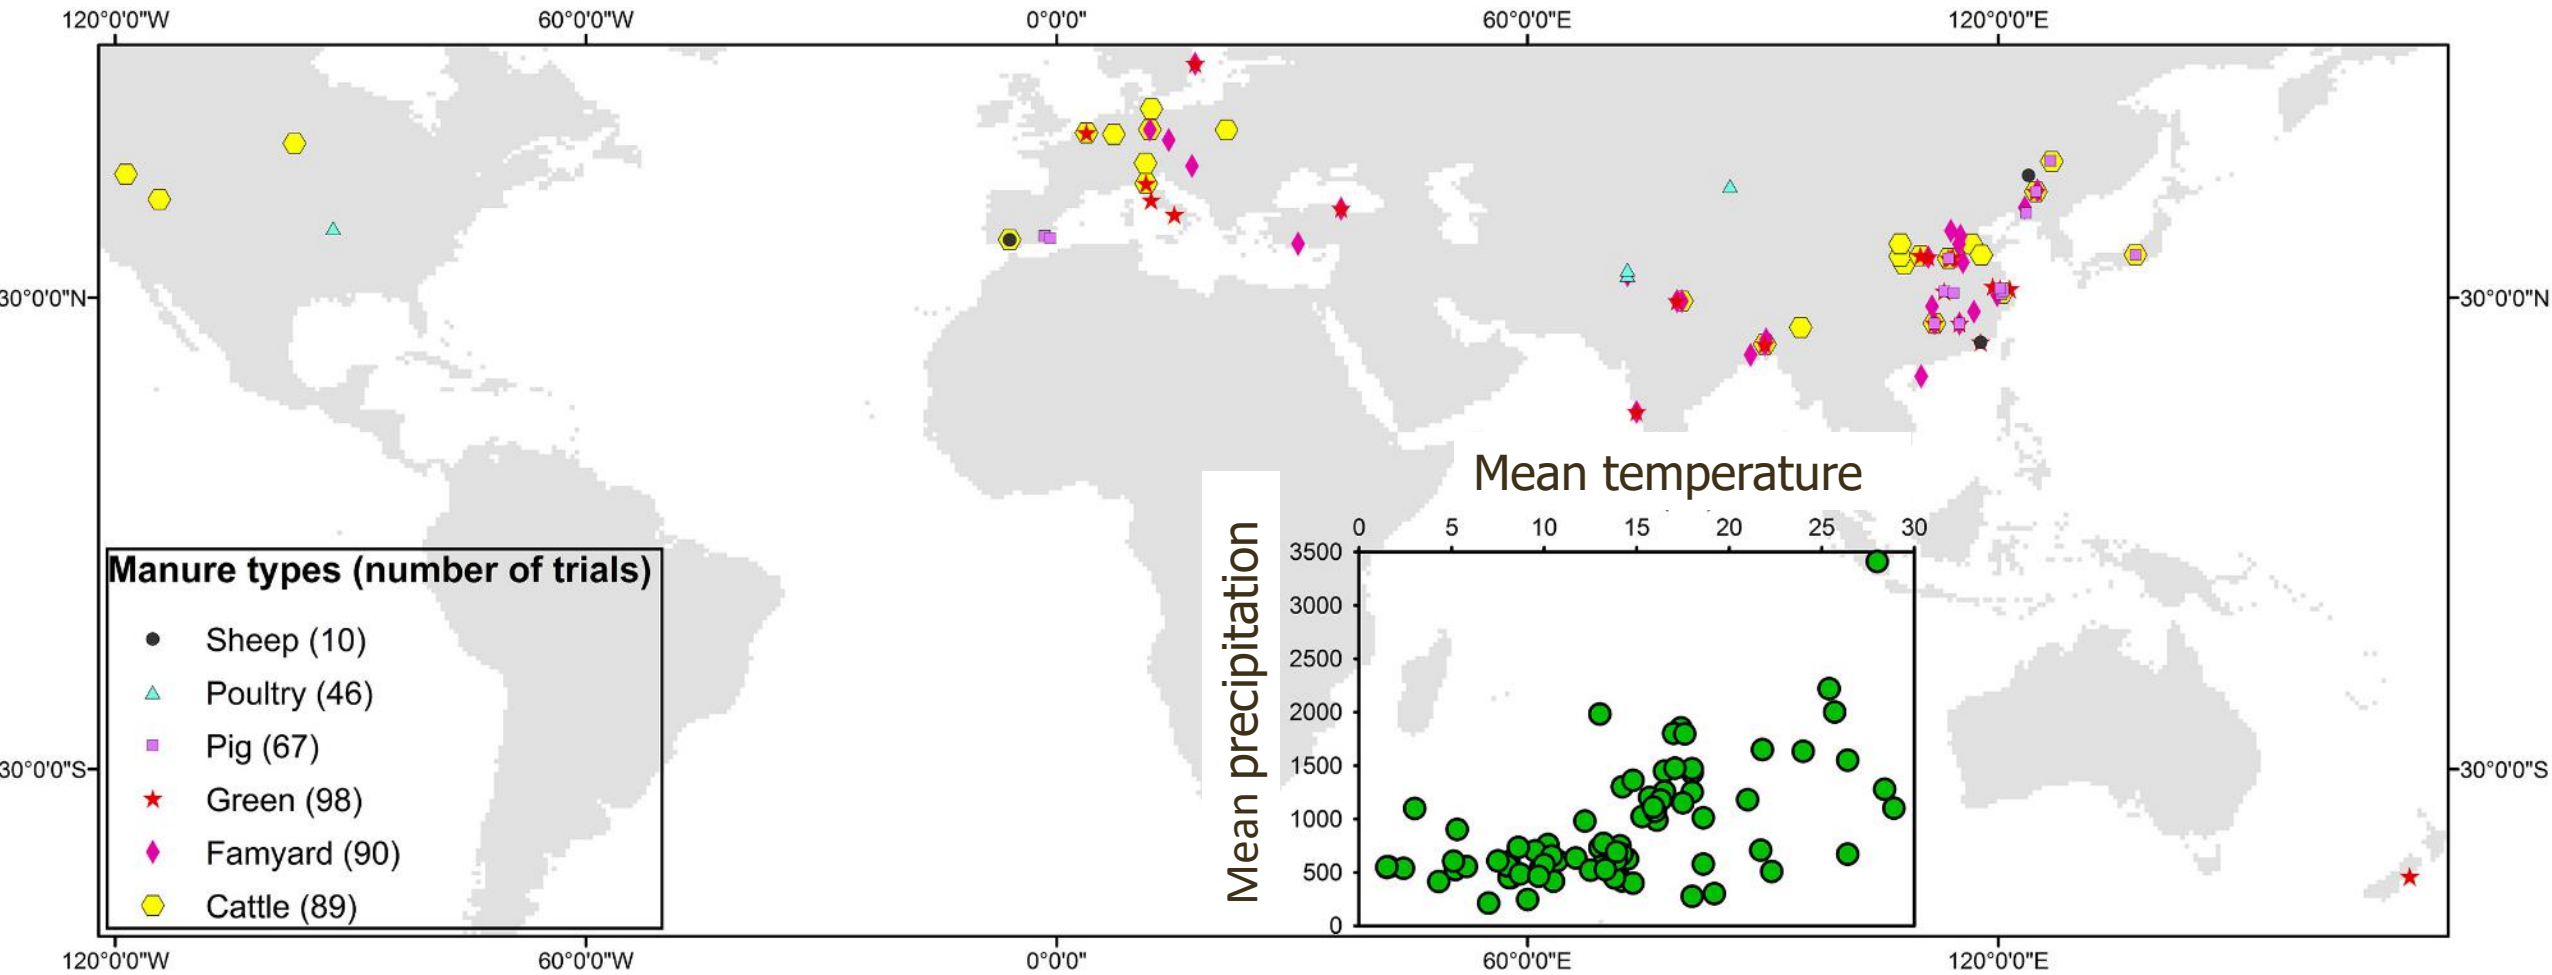 120°0'0"W 60°0'0"W 0°0'0" 60°0'0"E 120°0'0"E
30°0'0"N 30°0'0"N
Mean temperature
0 5 10 15 20 25 30
Mean precipitation
3500
3000
2500
2000
1500
1000
500
0
Manure types (number of trials)
Sheep (10)
Poultry (46)
Pig (67)
Green (98)
Famyard (90)
Cattle (89)
30°0'0"S 30°0'0"S
120°0'0"W 60°0'0"W 0°0'0" 60°0'0"E 120°0'0"E